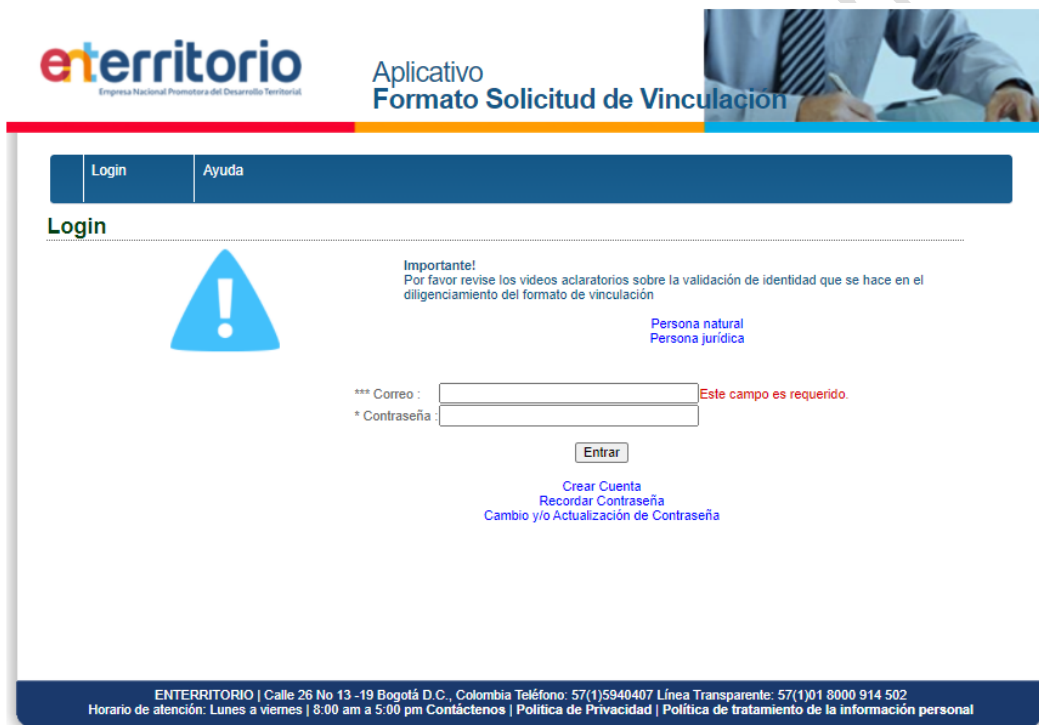 enterritorio
Empresa Nacional Promotora del Desarrollo Territorial
Aplicativo
Formato Solicitud de Vinculación
Login
Ayuda
Login
Importante!
Por favor revise los videos aclaratorios sobre la validación de identidad que se hace en el
diligenciamiento del formato de vinculación
Persona natural
Persona jurídica
*** Correo :
Este campo es requerido.
* Contraseña :
Entrar
Crear Cuenta
Recordar Contraseña
Cambio y/o Actualización de Contraseña
ENTERRITORIO | Calle 26 No 13 -19 Bogotá D.C., Colombia Teléfono: 57(1)5940407 Línea Transparente: 57(1)01 8000 914 502
Horario de atención: Lunes a viernes | 8:00 am a 5:00 pm Contáctenos | Politica de Privacidad | Política de tratamiento de la información personal